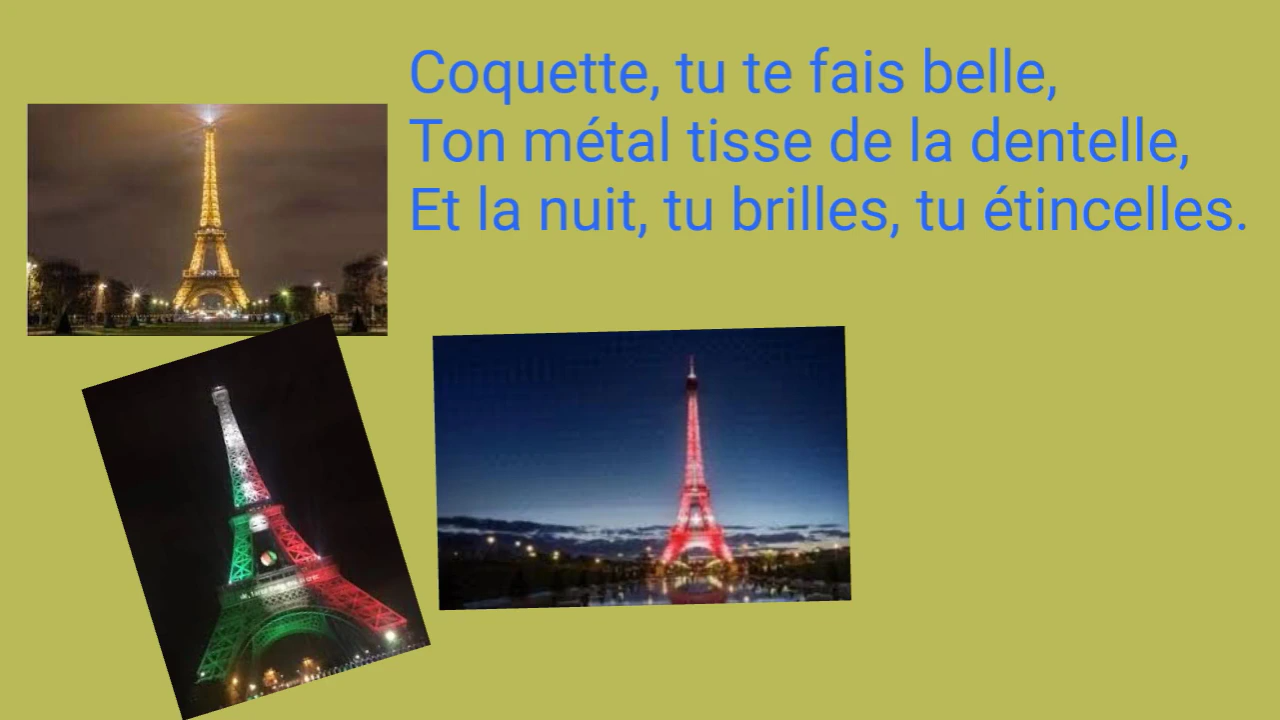 Coquette, tu te fais belle,
Ton métal tisse de la dentelle,
Et la nuit, tu brilles, tu étincelles.